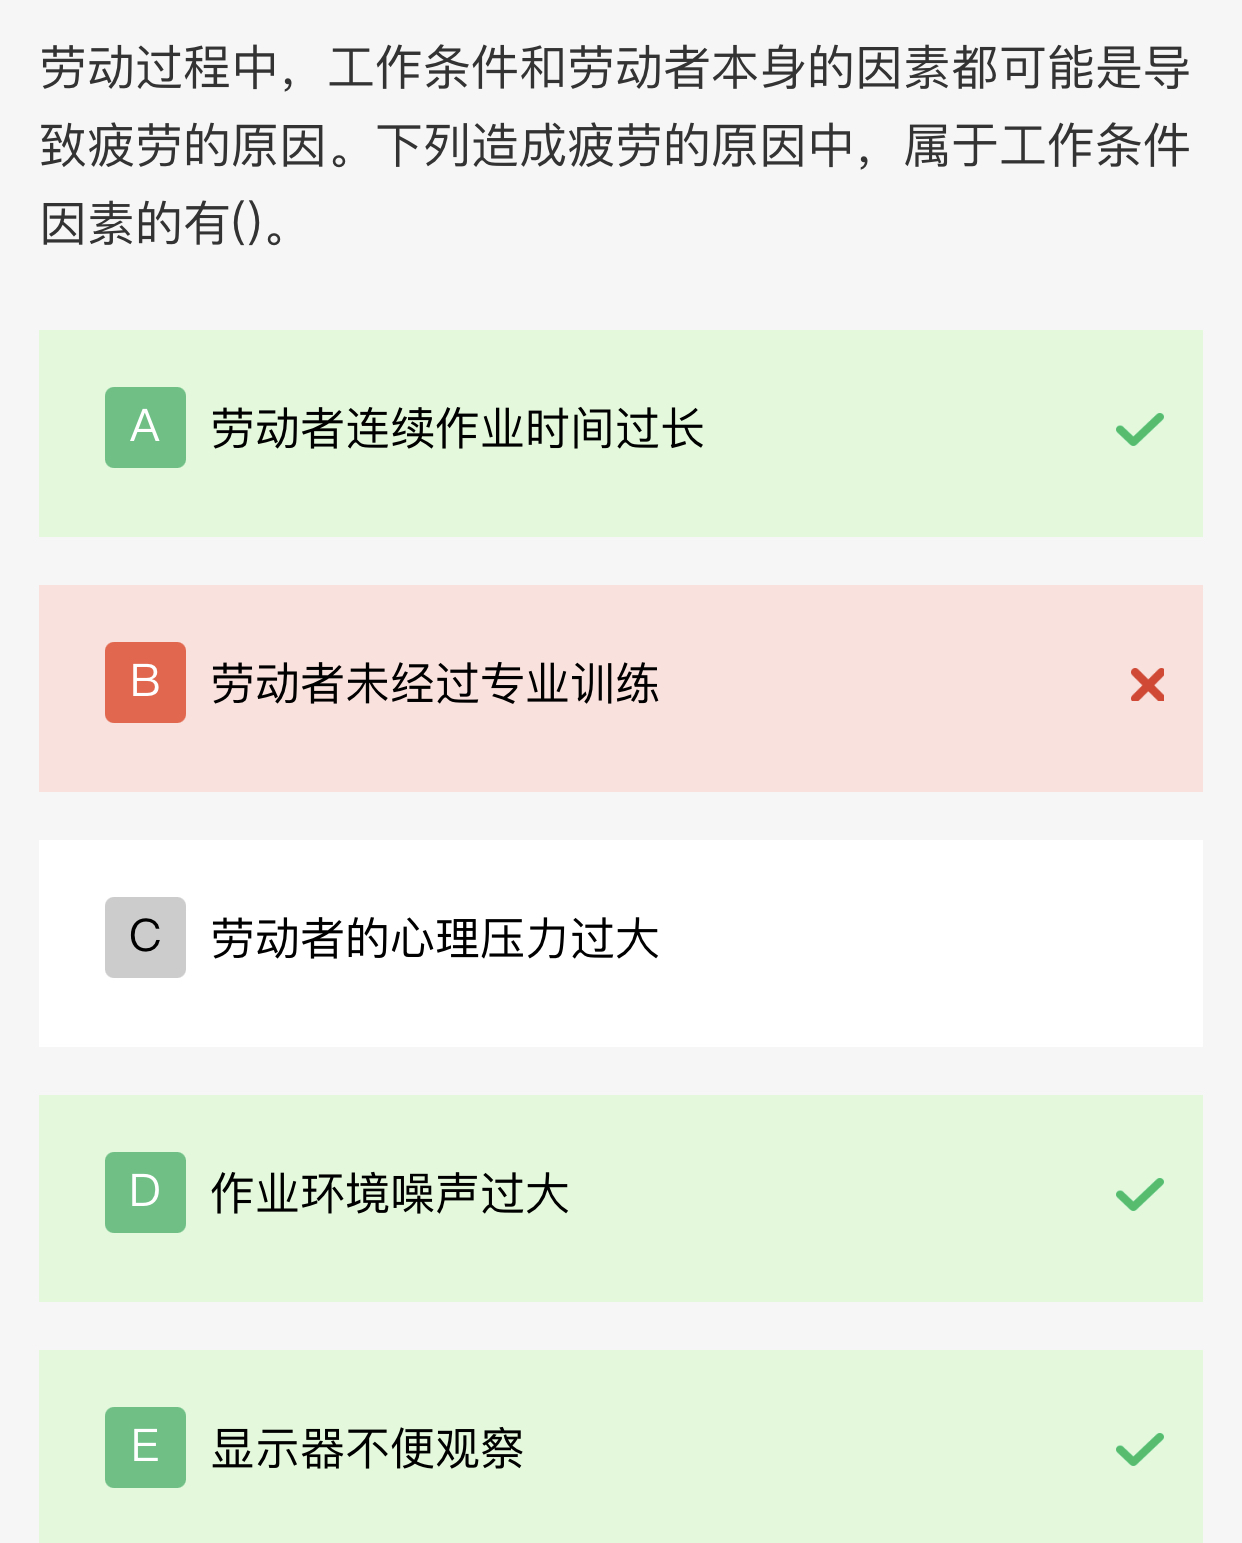 劳动过程中，工作条件和劳动者本身的因素都可能是导
致疲劳的原因。下列造成疲劳的原因中，属于工作条件
因素的有()。
A 劳动者连续作业时间过长
B 劳动者未经过专业训练
C 劳动者的心理压力过大
D 作业环境噪声过大
E 显示器不便观察